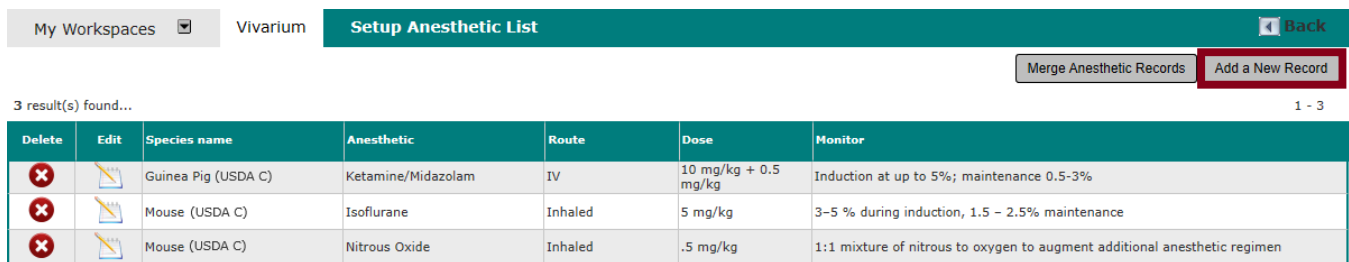 My Workspaces Vivarium Setup Anesthetic List Back
Merge Anesthetic Records Add a New Record
3 result(s) found... 1 - 3
Delete Edit Species name Anesthetic Route Dose Monitor
Guinea Pig (USDA C) Ketamine/Midazolam IV 10 mg/kg + 0.5 mg/kg Induction at up to 5%; maintenance 0.5-3%
Mouse (USDA C) Isoflurane Inhaled 5 mg/kg 3–5 % during induction, 1.5 – 2.5% maintenance
Mouse (USDA C) Nitrous Oxide Inhaled .5 mg/kg 1:1 mixture of nitrous to oxygen to augment additional anesthetic regimen